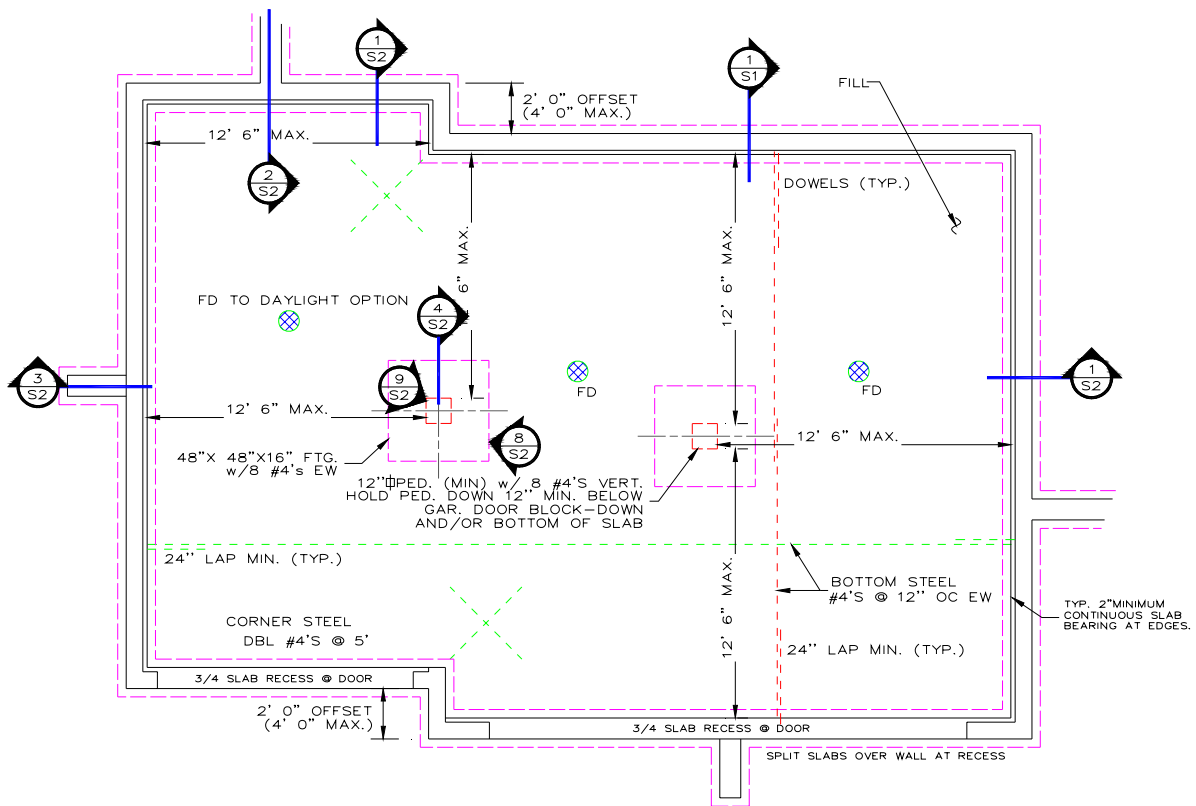 1
S2
1
S1
FILL
2' 0" OFFSET
(4' 0" MAX.)
12' 6" MAX.
2
S2
DOWELS (TYP.)
6" MAX.
12' 6" MAX.
FD TO DAYLIGHT OPTION
4
S2
3
S2
9
S2
FD
FD
1
S2
12' 6" MAX.
12' 6" MAX.
8
S2
48"X 48"X16" FTG.
w/8 #4's EW
12" PED. (MIN) w/ 8 #4'S VERT.
HOLD PED. DOWN 12" MIN. BELOW
GAR. DOOR BLOCK-DOWN
AND/OR BOTTOM OF SLAB
24" LAP MIN. (TYP.)
12' 6" MAX.
BOTTOM STEEL
#4'S @ 12" OC EW
TYP. 2"MINIMUM
CONTINUOUS SLAB
BEARING AT EDGES.
CORNER STEEL
DBL #4'S @ 5'
24" LAP MIN. (TYP.)
3/4 SLAB RECESS @ DOOR
2' 0" OFFSET
(4' 0" MAX.)
3/4 SLAB RECESS @ DOOR
SPLIT SLABS OVER WALL AT RECESS